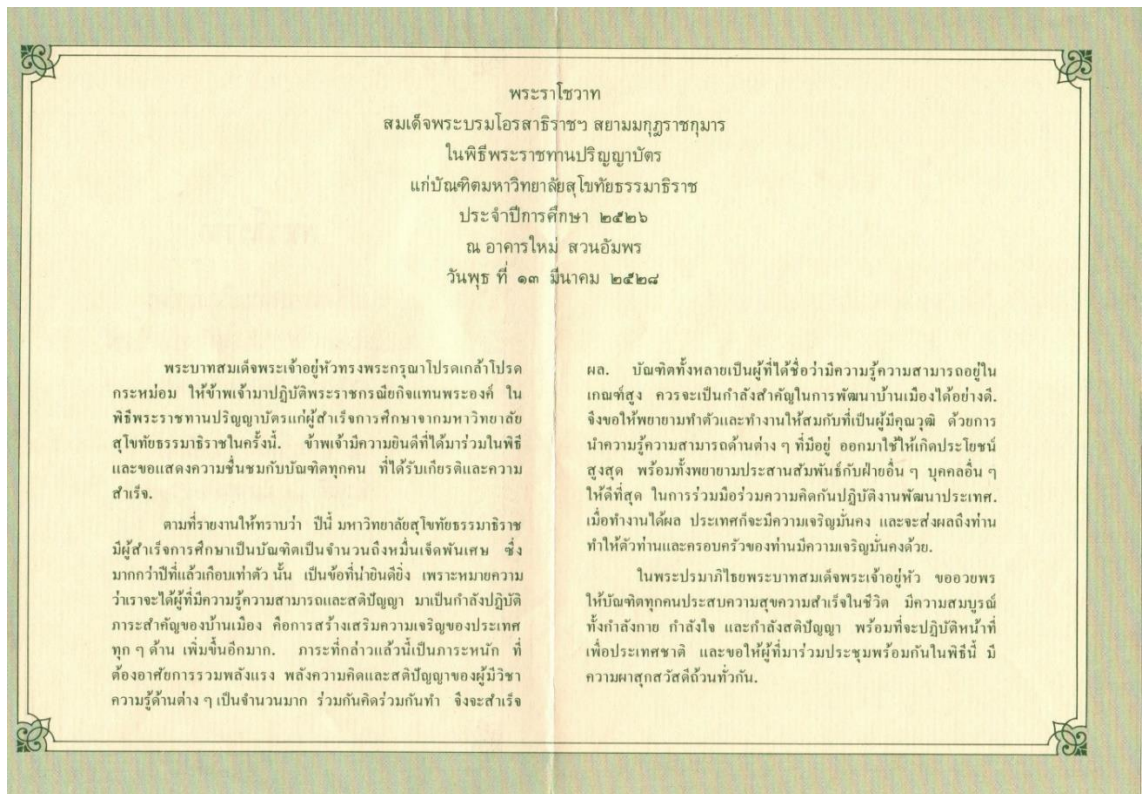 พระราโชวาท
สมเด็จพระบรมโอรสาธิราชฯ สยามมกุฎราชกุมาร
ในพิธีพระราชทานปริญญาบัตร
แก่บัณฑิตมหาวิทยาลัยสุโขทัยธรรมาธิราช
ประจำปีการศึกษา ๒๕๒๖
ณ อาคารใหม่ สวนอัมพร
วันพุธ ที่ ๑๓ มีนาคม ๒๕๒๘
พระบาทสมเด็จพระเจ้าอยู่หัวทรงพระกรุณาโปรดเกล้าโปรด
กระหม่อม ให้ข้าพเจ้ามาปฏิบัติพระราชกรณียกิจแทนพระองค์ ใน
พิธีพระราชทานปริญญาบัตรแก่ผู้สำเร็จการศึกษาจากมหาวิทยาลัย
สุโขทัยธรรมาธิราชในครั้งนี้. ข้าพเจ้ามีความยินดีที่ได้มาร่วมในพิธี
และขอแสดงความชื่นชมกับบัณฑิตทุกคน ที่ได้รับเกียรติและความ
สำเร็จ.
ตามที่รายงานให้ทราบว่า ปีนี้ มหาวิทยาลัยสุโขทัยธรรมาธิราช
มีผู้สำเร็จการศึกษาเป็นบัณฑิตเป็นจำนวนถึงหมื่นเจ็ดพันเศษ ซึ่ง
มากกว่าปีที่แล้วเกือบเท่าตัว นั้น เป็นข้อที่น่ายินดียิ่ง เพราะหมายความ
ว่าเราจะได้ผู้ที่มีความรู้ความสามารถและสติปัญญา มาเป็นกำลังปฏิบัติ
ภาระสำคัญของบ้านเมือง คือการสร้างเสริมความเจริญของประเทศ
ทุก ๆ ด้าน เพิ่มขึ้นอีกมาก. ภาระที่กล่าวแล้วนี้เป็นภาระหนัก ที่
ต้องอาศัยการรวมพลังแรง พลังความคิดและสติปัญญาของผู้มีวิชา
ความรู้ด้านต่าง ๆ เป็นจำนวนมาก ร่วมกันคิดร่วมกันทำ จึงจะสำเร็จ
ผล. บัณฑิตทั้งหลายเป็นผู้ที่ได้ชื่อว่ามีความรู้ความสามารถอยู่ใน
เกณฑ์สูง ควรจะเป็นกำลังสำคัญในการพัฒนาบ้านเมืองได้อย่างดี.
จึงขอให้พยายามทำตัวและทำงานให้สมกับที่เป็นผู้มีคุณวุฒิ ด้วยการ
นำความรู้ความสามารถด้านต่าง ๆ ที่มีอยู่ ออกมาใช้ให้เกิดประโยชน์
สูงสุด พร้อมทั้งพยายามประสานสัมพันธ์กับฝ่ายอื่น ๆ บุคคลอื่น ๆ
ให้ดีที่สุด ในการร่วมมือร่วมความคิดกันปฏิบัติงานพัฒนาประเทศ.
เมื่อทำงานได้ผล ประเทศก็จะมีความเจริญมั่นคง และจะส่งผลถึงท่าน
ทำให้ตัวท่านและครอบครัวของท่านมีความเจริญมั่นคงด้วย.
ในพระปรมาภิไธยพระบาทสมเด็จพระเจ้าอยู่หัว ขออวยพร
ให้บัณฑิตทุกคนประสบความสุขความสำเร็จในชีวิต มีความสมบูรณ์
ทั้งกำลังกาย กำลังใจ และกำลังสติปัญญา พร้อมที่จะปฏิบัติหน้าที่
เพื่อประเทศชาติ และขอให้ผู้ที่มาร่วมประชุมพร้อมกันในพิธีนี้ มี
ความผาสุกสวัสดีถ้วนทั่วกัน.